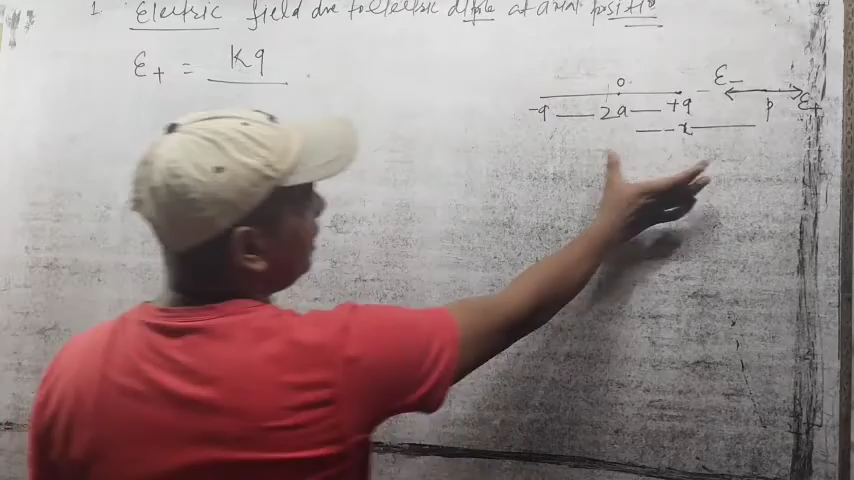 1 Electric field due to electric dipole at axial position
E+ = Kq
O
E-
-q 2a +q
P E+
x